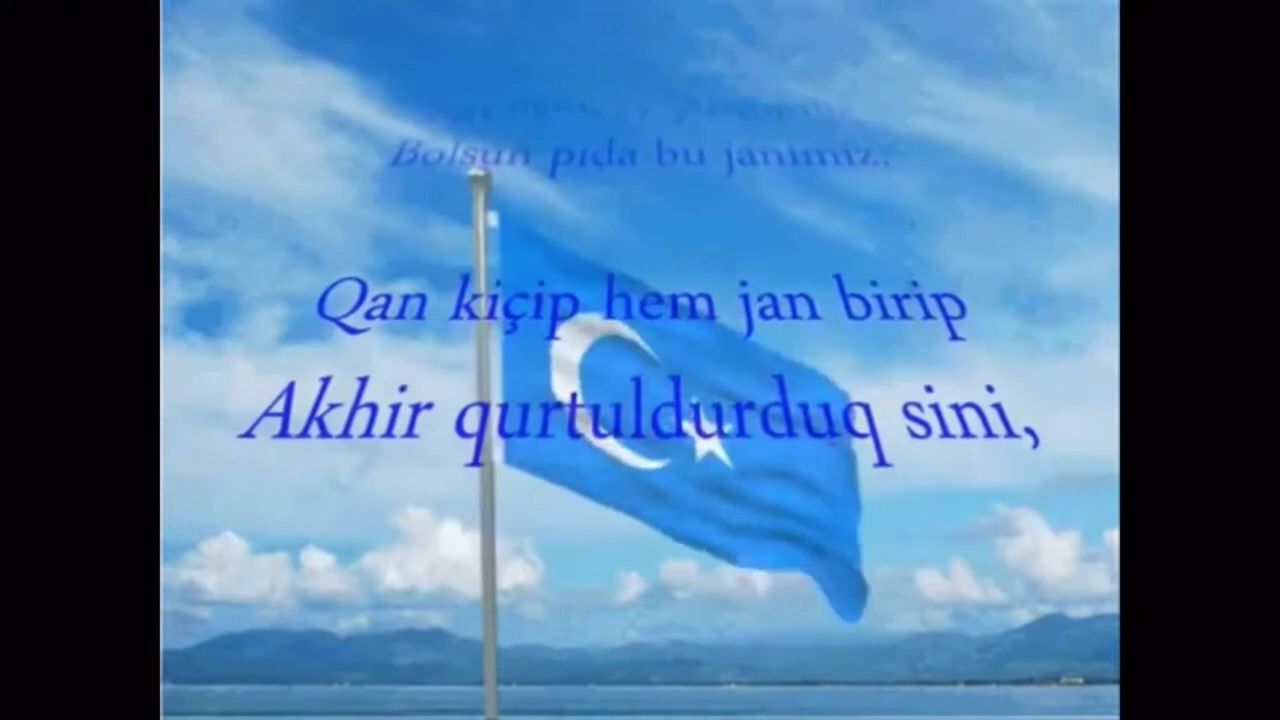 Bolsun pida bu janimiz..
Qan kiçip hem jan birip
Akhir qurtuldurduq sini,